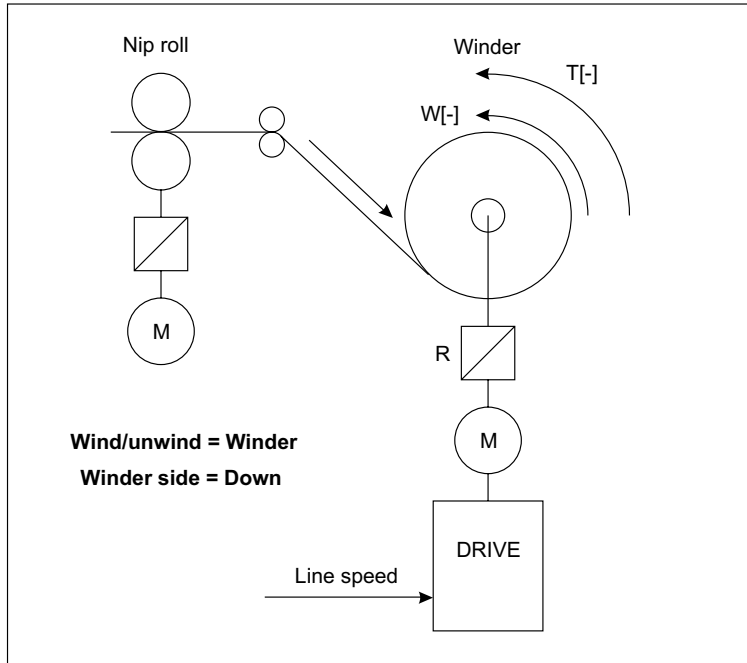 Nip roll
Winder
T[-]
W[-]
M
R
M
Wind/unwind = Winder
Winder side = Down
DRIVE
Line speed